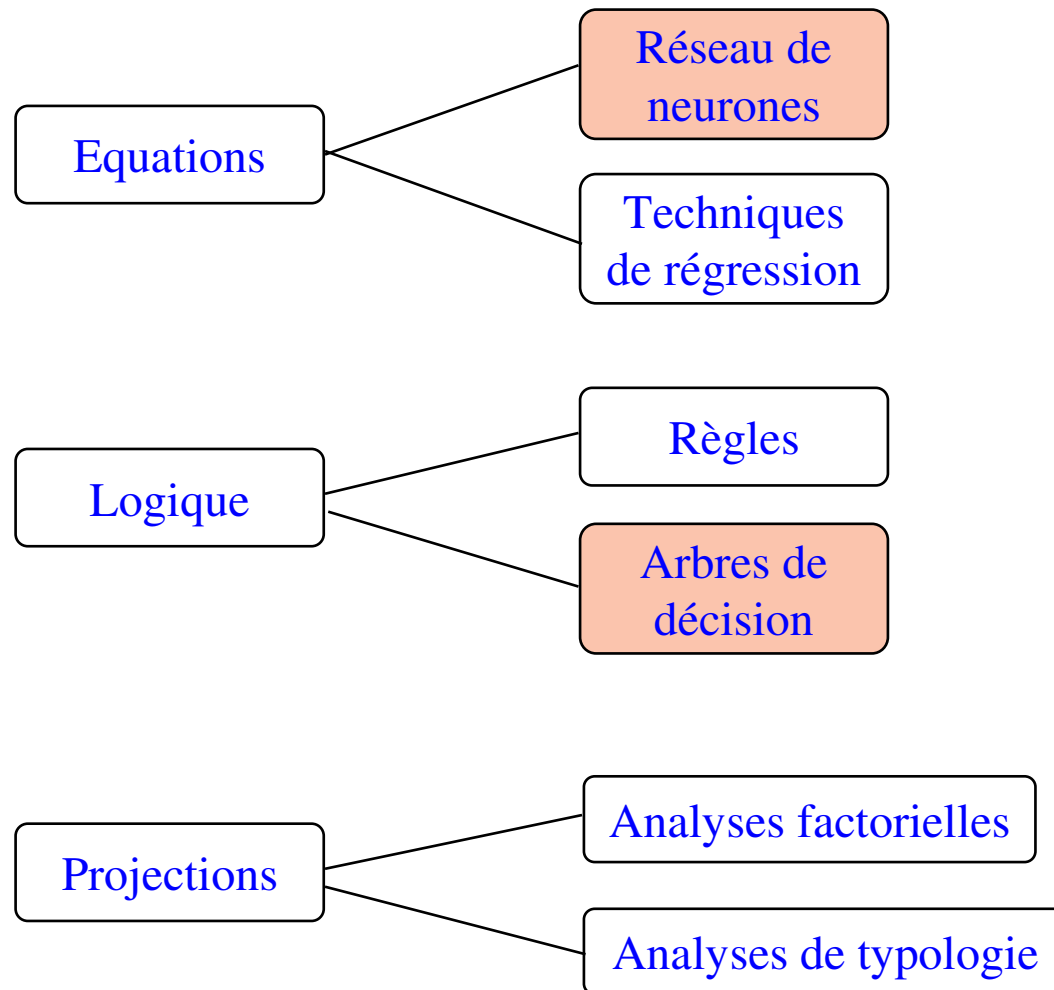 Réseau de
neurones
Equations
Techniques
de régression
Règles
Logique
Arbres de
décision
Analyses factorielles
Projections
Analyses de typologie